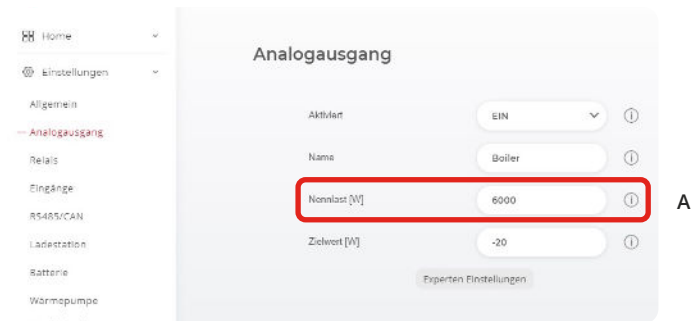 Home
Einstellungen
Allgemein
Analogausgang
Relais
Eingänge
RS485/CAN
Ladestation
Batterie
Wärmepumpe
Analogausgang
Aktiviert EIN
Name Boiler
Nennlast [W] 6000 A
Zielwert [W] -20
Experten Einstellungen